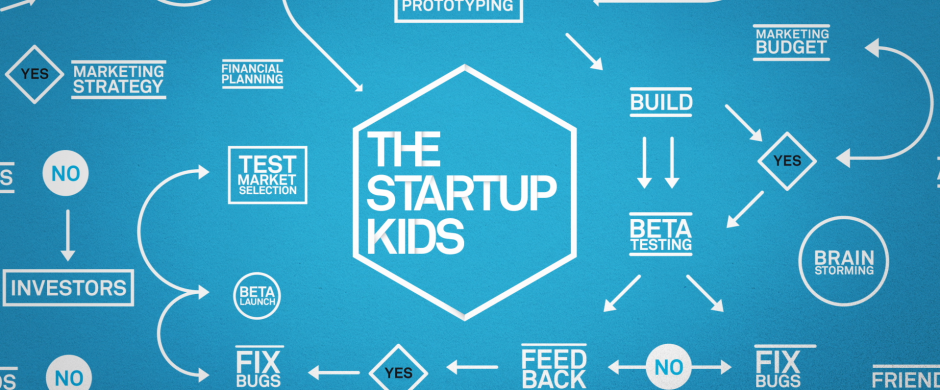 PROTOTYPING
MARKETING
BUDGET
YES
MARKETING
STRATEGY
FINANCIAL
PLANNING
BUILD
THE
STARTUP
KIDS
NO
TEST
MARKET
SELECTION
YES
BETA
TESTING
BRAIN
STORMING
INVESTORS
BETA
LAUNCH
FIX
BUGS
YES
FEED
BACK
NO
FIX
BUGS
NO
FRIEND